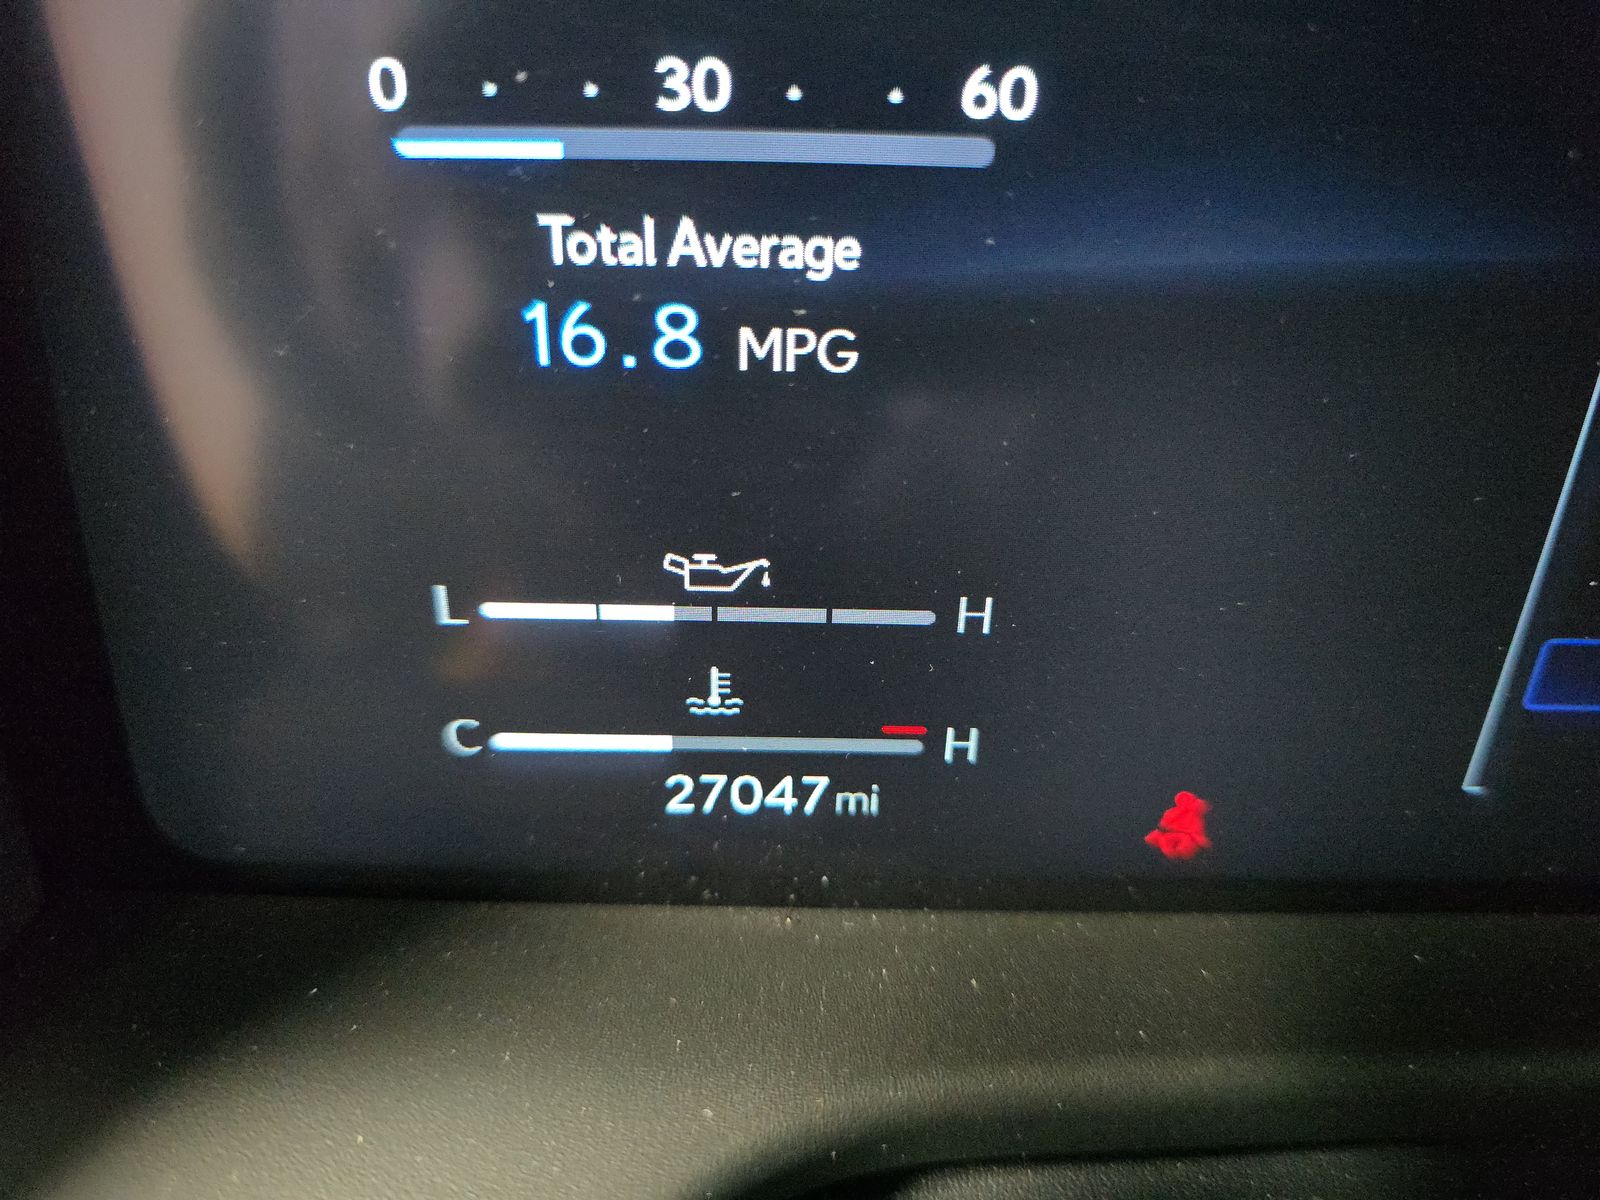 0 30 60
Total Average
16.8 MPG
L H
C H
27047 mi